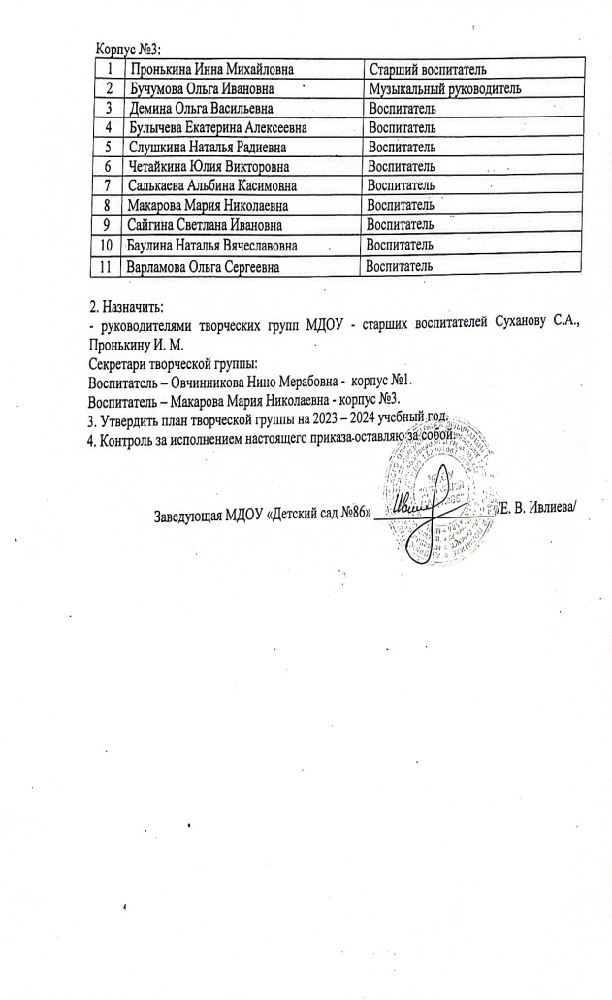 Корпус №3:
1 Пронькина Инна Михайловна Старший воспитатель
2 Бучумова Ольга Ивановна Музыкальный руководитель
3 Демина Ольга Васильевна Воспитатель
4 Булычева Екатерина Алексеевна Воспитатель
5 Слушкина Наталья Радиевна Воспитатель
6 Четайкина Юлия Викторовна Воспитатель
7 Салькаева Альбина Касимовна Воспитатель
8 Макарова Мария Николаевна Воспитатель
9 Сайгина Светлана Ивановна Воспитатель
10 Баулина Наталья Вячеславовна Воспитатель
11 Варламова Ольга Сергеевна Воспитатель
2. Назначить:
- руководителями творческих групп МДОУ - старших воспитателей Суханову С.А.,
Пронькину И. М.
Секретари творческой группы:
Воспитатель – Овчинникова Нино Мерабовна - корпус №1.
Воспитатель – Макарова Мария Николаевна - корпус №3.
3. Утвердить план творческой группы на 2023 – 2024 учебный год.
4. Контроль за исполнением настоящего приказа оставляю за собой.
Заведующая МДОУ «Детский сад №86» /Е. В. Ивлиева/